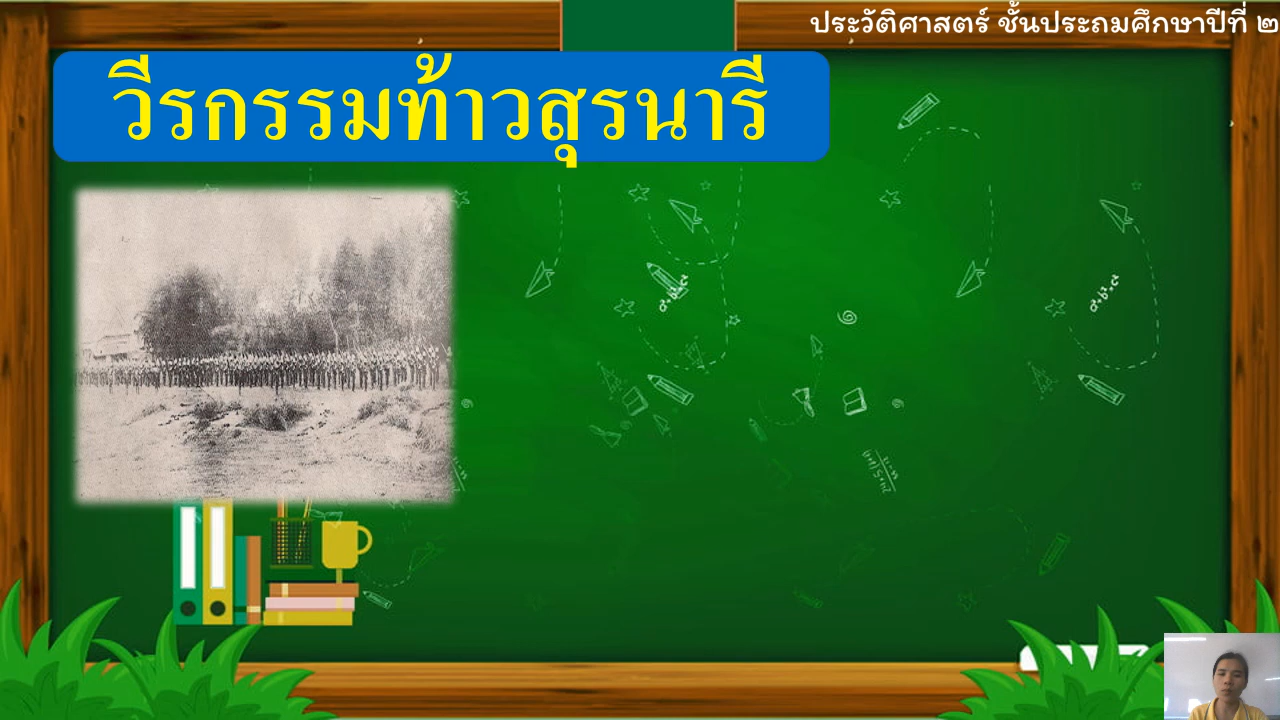 ประวัติศาสตร์ ชั้นประถมศึกษาปีที่ ๒
วีรกรรมท้าวสุรนารี